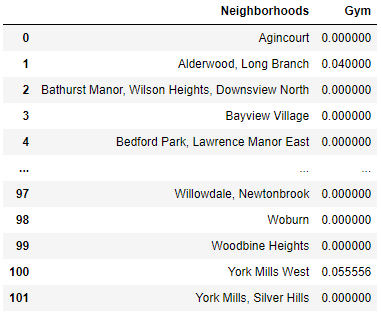 Neighborhoods Gym
0 Agincourt 0.000000
1 Alderwood, Long Branch 0.040000
2 Bathurst Manor, Wilson Heights, Downsview North 0.000000
3 Bayview Village 0.000000
4 Bedford Park, Lawrence Manor East 0.000000
... ... ...
97 Willowdale, Newtonbrook 0.000000
98 Woburn 0.000000
99 Woodbine Heights 0.000000
100 York Mills West 0.055556
101 York Mills, Silver Hills 0.000000